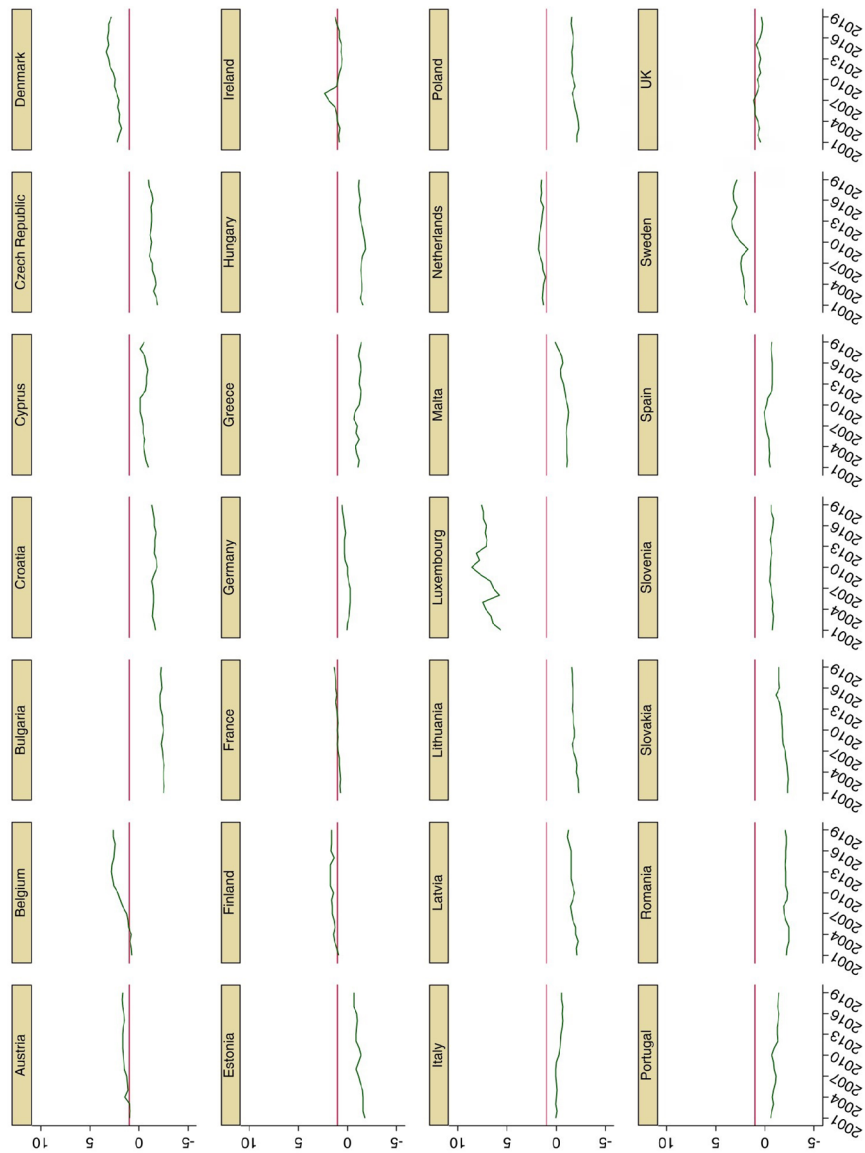 Austria
Belgium
Bulgaria
Croatia
Cyprus
Czech Republic
Denmark
10
5
0
-5
Estonia
Finland
France
Germany
Greece
Hungary
Ireland
10
5
0
-5
Italy
Latvia
Lithuania
Luxembourg
Malta
Netherlands
Poland
10
5
0
-5
Portugal
Romania
Slovakia
Slovenia
Spain
Sweden
UK
10
5
0
-5
2001 2004 2007 2010 2013 2016 2019
2001 2004 2007 2010 2013 2016 2019
2001 2004 2007 2010 2013 2016 2019
2001 2004 2007 2010 2013 2016 2019
2001 2004 2007 2010 2013 2016 2019
2001 2004 2007 2010 2013 2016 2019
2001 2004 2007 2010 2013 2016 2019